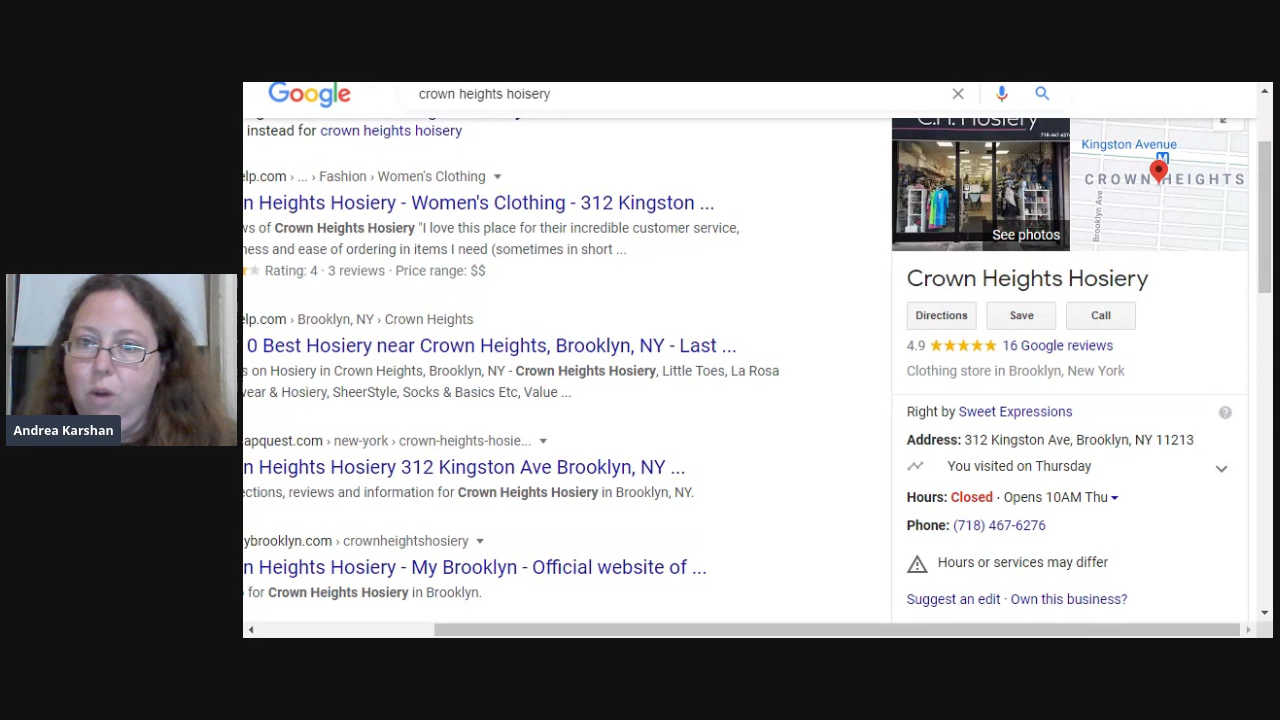 Google
crown heights hoisery
instead for crown heights hoisery
elp.com › ... › Fashion › Women's Clothing
n Heights Hosiery - Women's Clothing - 312 Kingston ...
ws of Crown Heights Hosiery "I love this place for their incredible customer service,
ness and ease of ordering in items I need (sometimes in short ...
Rating: 4 · 3 reviews · Price range: $$
elp.com › Brooklyn, NY › Crown Heights
0 Best Hosiery near Crown Heights, Brooklyn, NY - Last ...
s on Hosiery in Crown Heights, Brooklyn, NY - Crown Heights Hosiery, Little Toes, La Rosa
wear & Hosiery, SheerStyle, Socks & Basics Etc, Value ...
apquest.com › new-york › crown-heights-hosie...
n Heights Hosiery 312 Kingston Ave Brooklyn, NY ...
ections, reviews and information for Crown Heights Hosiery in Brooklyn, NY.
ybrooklyn.com › crownheightshosiery
n Heights Hosiery - My Brooklyn - Official website of ...
for Crown Heights Hosiery in Brooklyn.
C.H. Hosiery
718-467-6276
See photos
Kingston Avenue
M
CROWN HEIGHTS
Brooklyn Ave
Crown Heights Hosiery
Directions
Save
Call
4.9 16 Google reviews
Clothing store in Brooklyn, New York
Right by Sweet Expressions
Address: 312 Kingston Ave, Brooklyn, NY 11213
You visited on Thursday
Hours: Closed · Opens 10AM Thu
Phone: (718) 467-6276
Hours or services may differ
Suggest an edit · Own this business?
Andrea Karshan